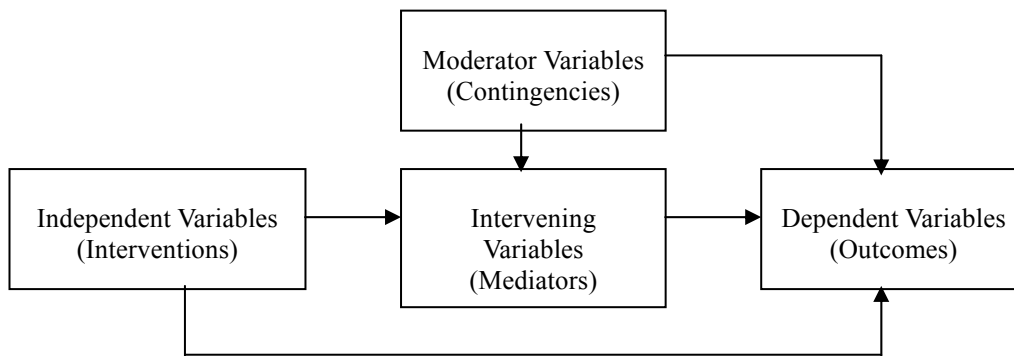 Moderator Variables
(Contingencies)
Independent Variables
(Interventions)
Intervening
Variables
(Mediators)
Dependent Variables
(Outcomes)